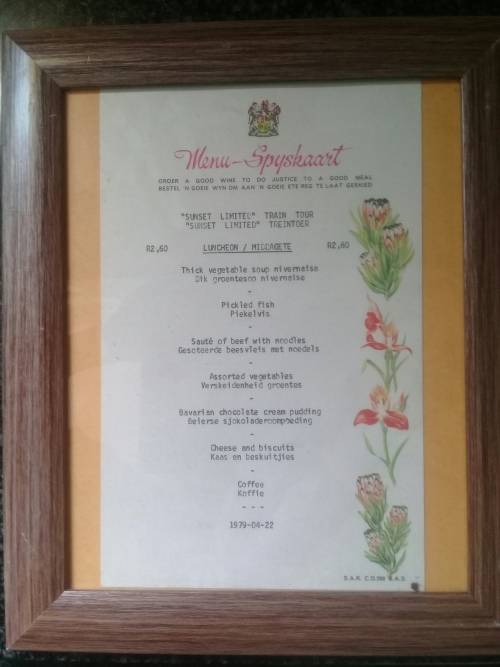 Menu-Spyskaart
ORDER A GOOD WINE TO DO JUSTICE TO A GOOD MEAL
BESTEL 'N GOEIE WYN OM AAN 'N GOEIE ETE REG TE LAAT GESKIED
"SUNSET LIMITED" TRAIN TOUR
"SUNSET LIMITED" TREINTOER
R2,60 LUNCHEON / MIDDAGETE R2,60
Thick vegetable soup nivernaise
Dik groentesop nivernaise
-
Pickled fish
Piekelvis
-
Sauté of beef with noodles
Gesoteerde beesvleis met noedels
-
Assorted vegetables
Verskeidenheid groentes
-
Bavarian chocolate cream pudding
Beierse sjokoladeroompoeding
-
Cheese and biscuits
Kaas en beskuitjies
-
Coffee
Koffie
- - -
1979-04-22
S.A.R. S.A.S.